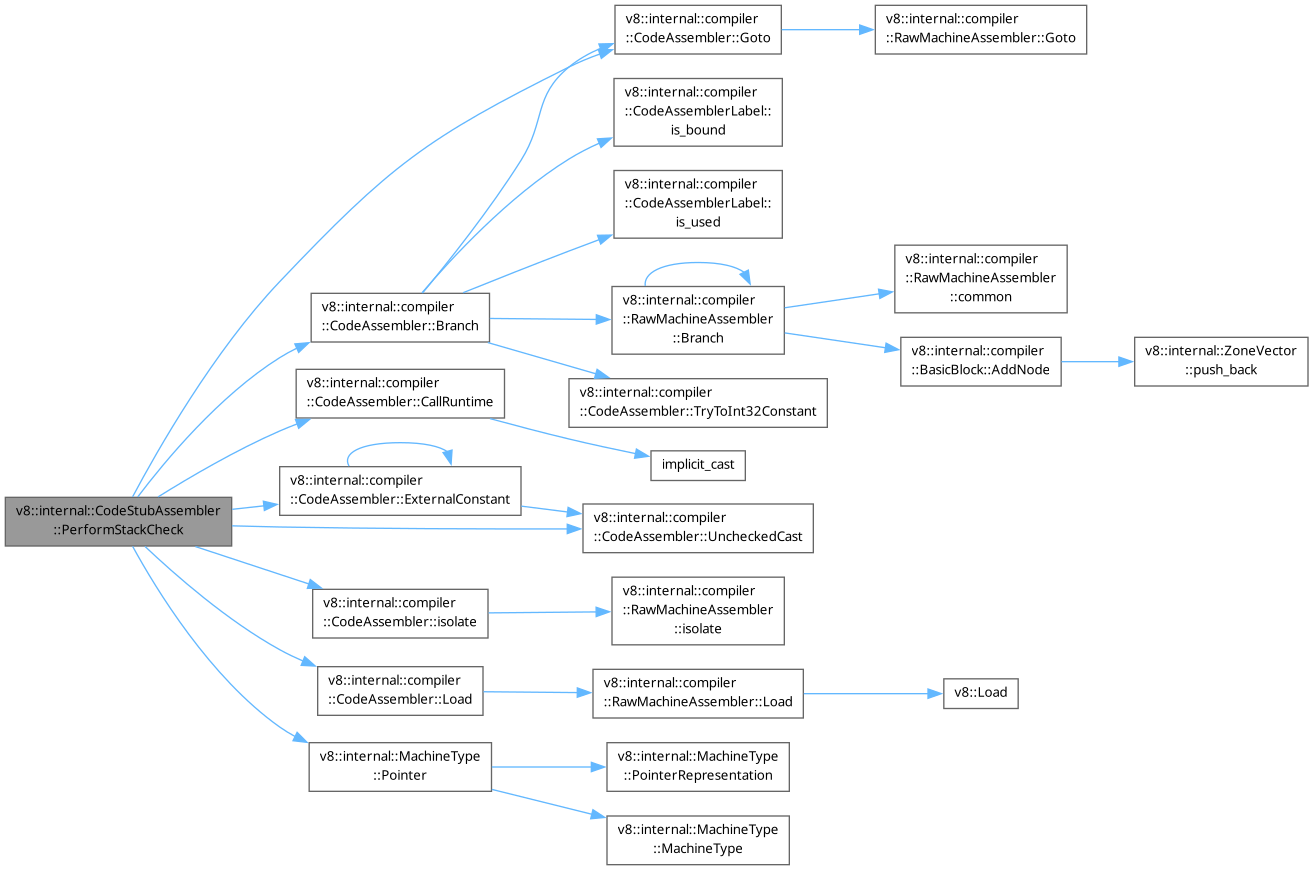 v8::internal::compiler
::CodeAssembler::Goto
v8::internal::compiler
::RawMachineAssembler::Goto
v8::internal::compiler
::CodeAssemblerLabel::
is_bound
v8::internal::compiler
::CodeAssemblerLabel::
is_used
v8::internal::compiler
::RawMachineAssembler
::common
v8::internal::compiler
::CodeAssembler::Branch
v8::internal::compiler
::RawMachineAssembler
::Branch
v8::internal::compiler
::BasicBlock::AddNode
v8::internal::ZoneVector
::push_back
v8::internal::compiler
::CodeAssembler::CallRuntime
v8::internal::compiler
::CodeAssembler::TryToInt32Constant
implicit_cast
v8::internal::compiler
::CodeAssembler::ExternalConstant
v8::internal::CodeStubAssembler
::PerformStackCheck
v8::internal::compiler
::CodeAssembler::UncheckedCast
v8::internal::compiler
::CodeAssembler::isolate
v8::internal::compiler
::RawMachineAssembler
::isolate
v8::internal::compiler
::CodeAssembler::Load
v8::internal::compiler
::RawMachineAssembler::Load
v8::Load
v8::internal::MachineType
::Pointer
v8::internal::MachineType
::PointerRepresentation
v8::internal::MachineType
::MachineType